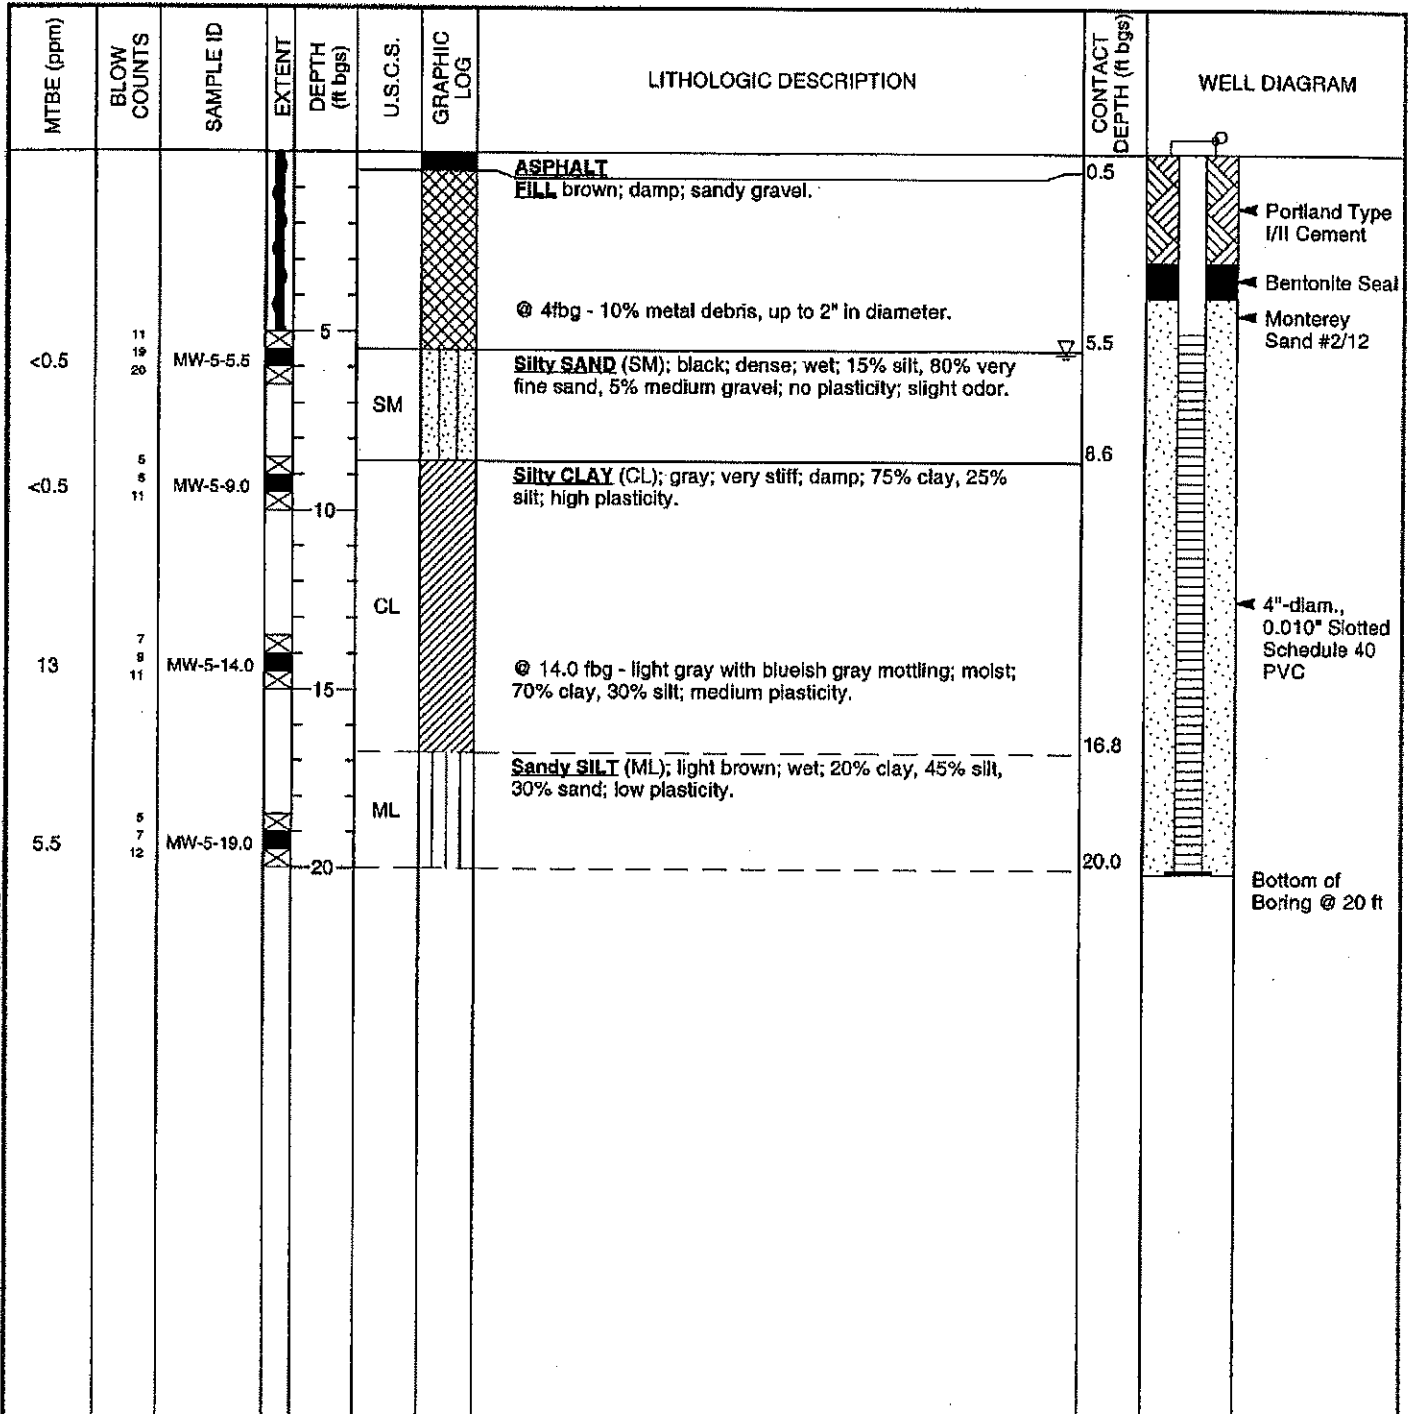 MTBE (ppm)
BLOW
COUNTS
SAMPLE ID
EXTENT
DEPTH
(ft bgs)
U.S.C.S.
GRAPHIC
LOG
LITHOLOGIC DESCRIPTION
CONTACT
DEPTH (ft bgs)
WELL DIAGRAM
ASPHALT
0.5
FILL brown; damp; sandy gravel.
Portland Type
I/II Cement
Bentonite Seal
@ 4fbg - 10% metal debris, up to 2" in diameter.
Monterey
Sand #2/12
5
5.5
<0.5
11
19
20
MW-5-5.5
SM
Silty SAND (SM); black; dense; wet; 15% silt, 80% very
fine sand, 5% medium gravel; no plasticity; slight odor.
8.6
<0.5
5
11
MW-5-9.0
Silty CLAY (CL); gray; very stiff; damp; 75% clay, 25%
silt; high plasticity.
10
CL
4"-diam.,
0.010" Slotted
Schedule 40
PVC
13
7
11
MW-5-14.0
@ 14.0 fbg - light gray with blueish gray mottling; moist;
70% clay, 30% silt; medium plasticity.
15
16.8
Sandy SILT (ML); light brown; wet; 20% clay, 45% silt,
30% sand; low plasticity.
ML
5.5
7
12
MW-5-19.0
20
20.0
Bottom of
Boring @ 20 ft